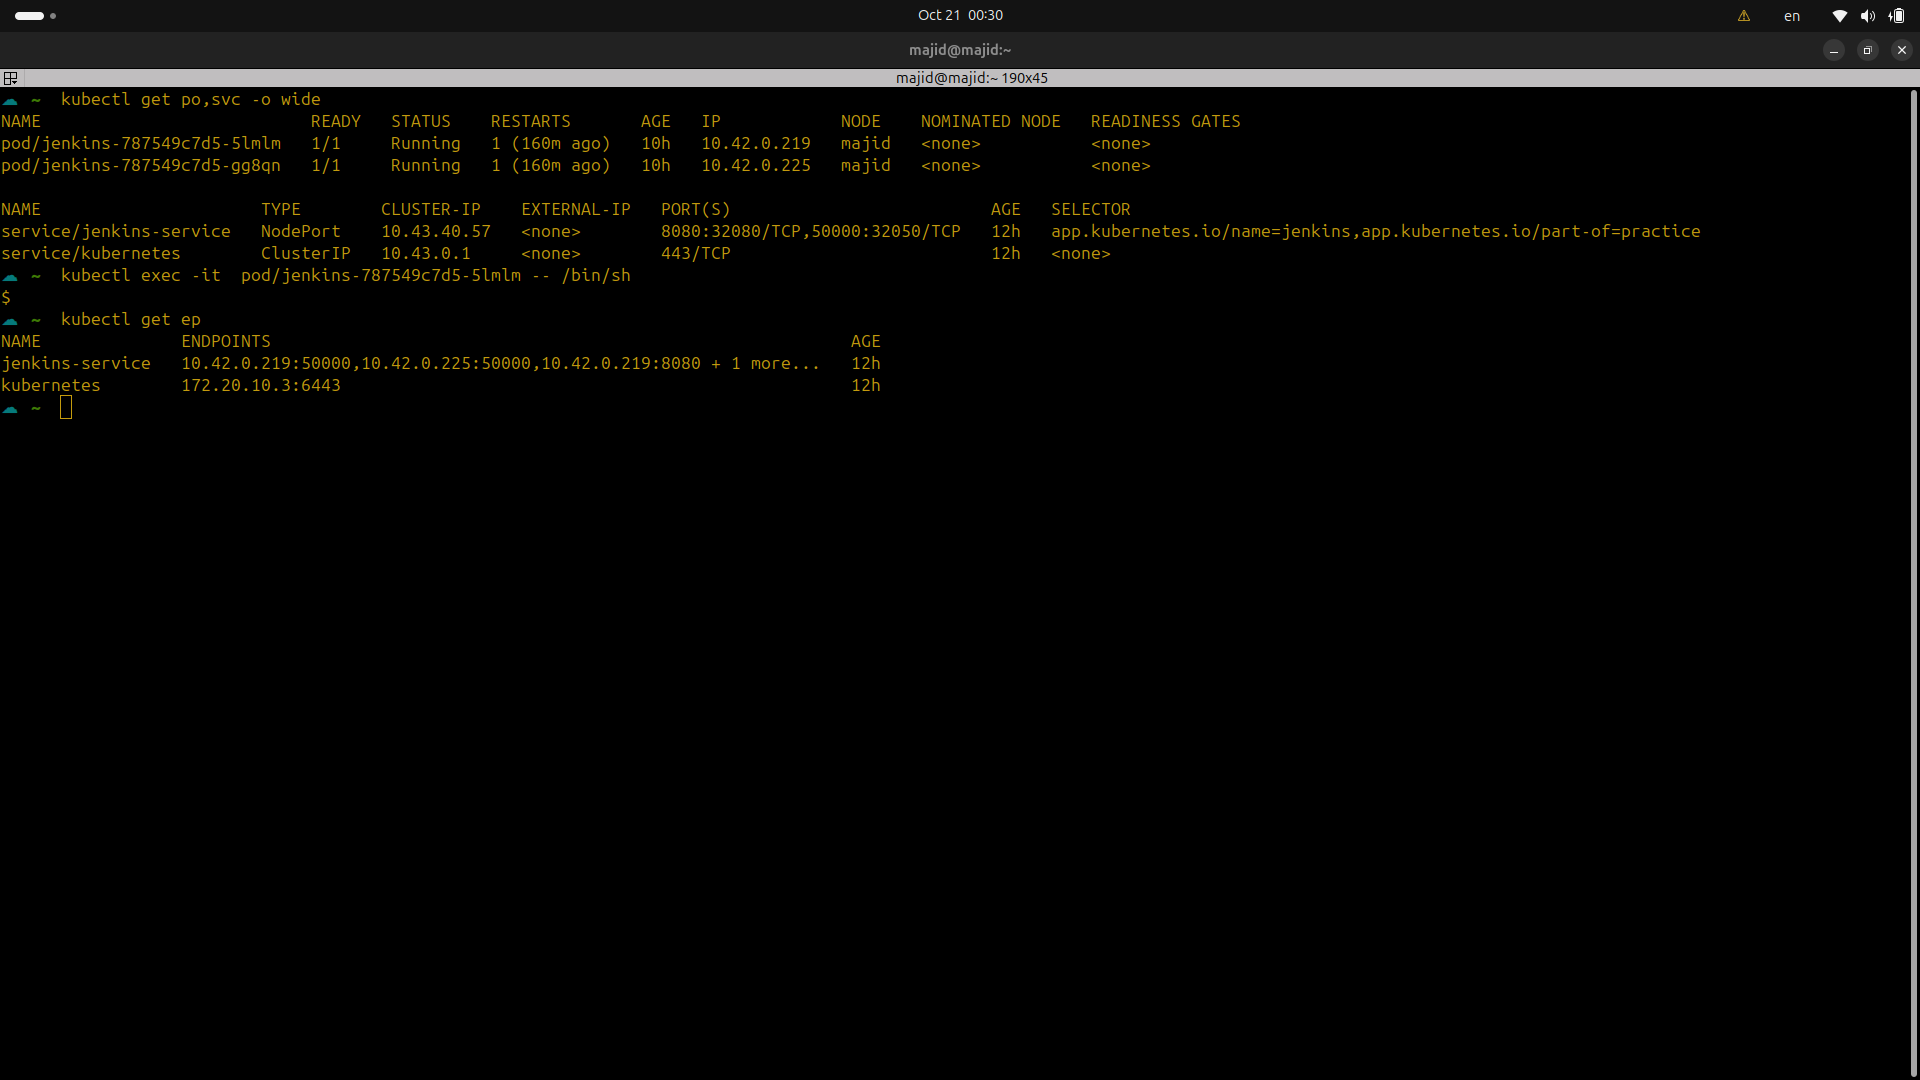 Oct 21 00:30
en
majid@majid:~
majid@majid:~ 190x45
~ kubectl get po,svc -o wide
NAME READY STATUS RESTARTS AGE IP NODE NOMINATED NODE READINESS GATES
pod/jenkins-787549c7d5-5lmlm 1/1 Running 1 (160m ago) 10h 10.42.0.219 majid <none> <none>
pod/jenkins-787549c7d5-gg8qn 1/1 Running 1 (160m ago) 10h 10.42.0.225 majid <none> <none>
NAME TYPE CLUSTER-IP EXTERNAL-IP PORT(S) AGE SELECTOR
service/jenkins-service NodePort 10.43.40.57 <none> 8080:32080/TCP,50000:32050/TCP 12h app.kubernetes.io/name=jenkins,app.kubernetes.io/part-of=practice
service/kubernetes ClusterIP 10.43.0.1 <none> 443/TCP 12h <none>
~ kubectl exec -it pod/jenkins-787549c7d5-5lmlm -- /bin/sh
$
~ kubectl get ep
NAME ENDPOINTS AGE
jenkins-service 10.42.0.219:50000,10.42.0.225:50000,10.42.0.219:8080 + 1 more... 12h
kubernetes 172.20.10.3:6443 12h
~